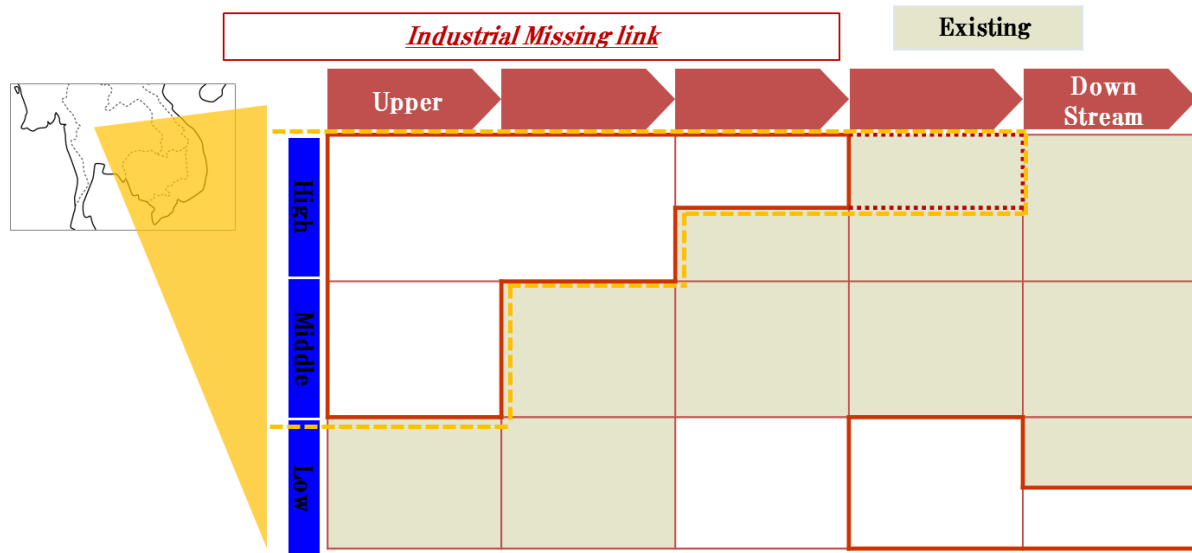 Industrial Missing link
Existing
Upper
Down
Stream
High
Middle
Low